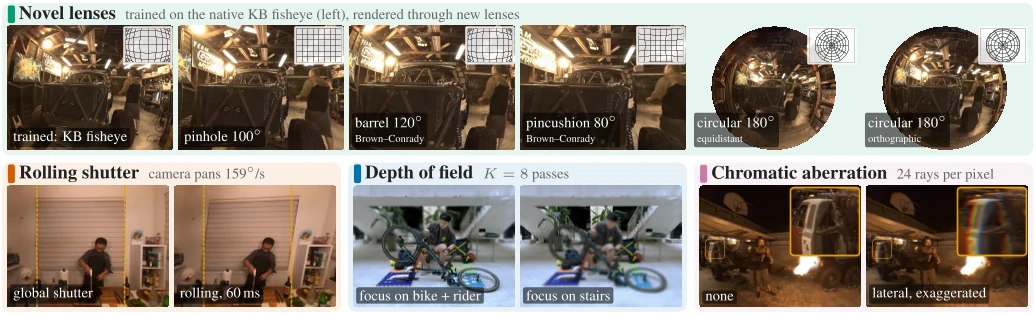 Novel lenses trained on the native KB fisheye (left), rendered through new lenses
trained: KB fisheye
pinhole 100°
barrel 120°
Brown–Conrady
pincushion 80°
Brown–Conrady
circular 180°
equidistant
circular 180°
orthographic
Rolling shutter camera pans 159°/s
global shutter
rolling, 60 ms
Depth of field K = 8 passes
focus on bike + rider
focus on stairs
Chromatic aberration 24 rays per pixel
none
lateral, exaggerated